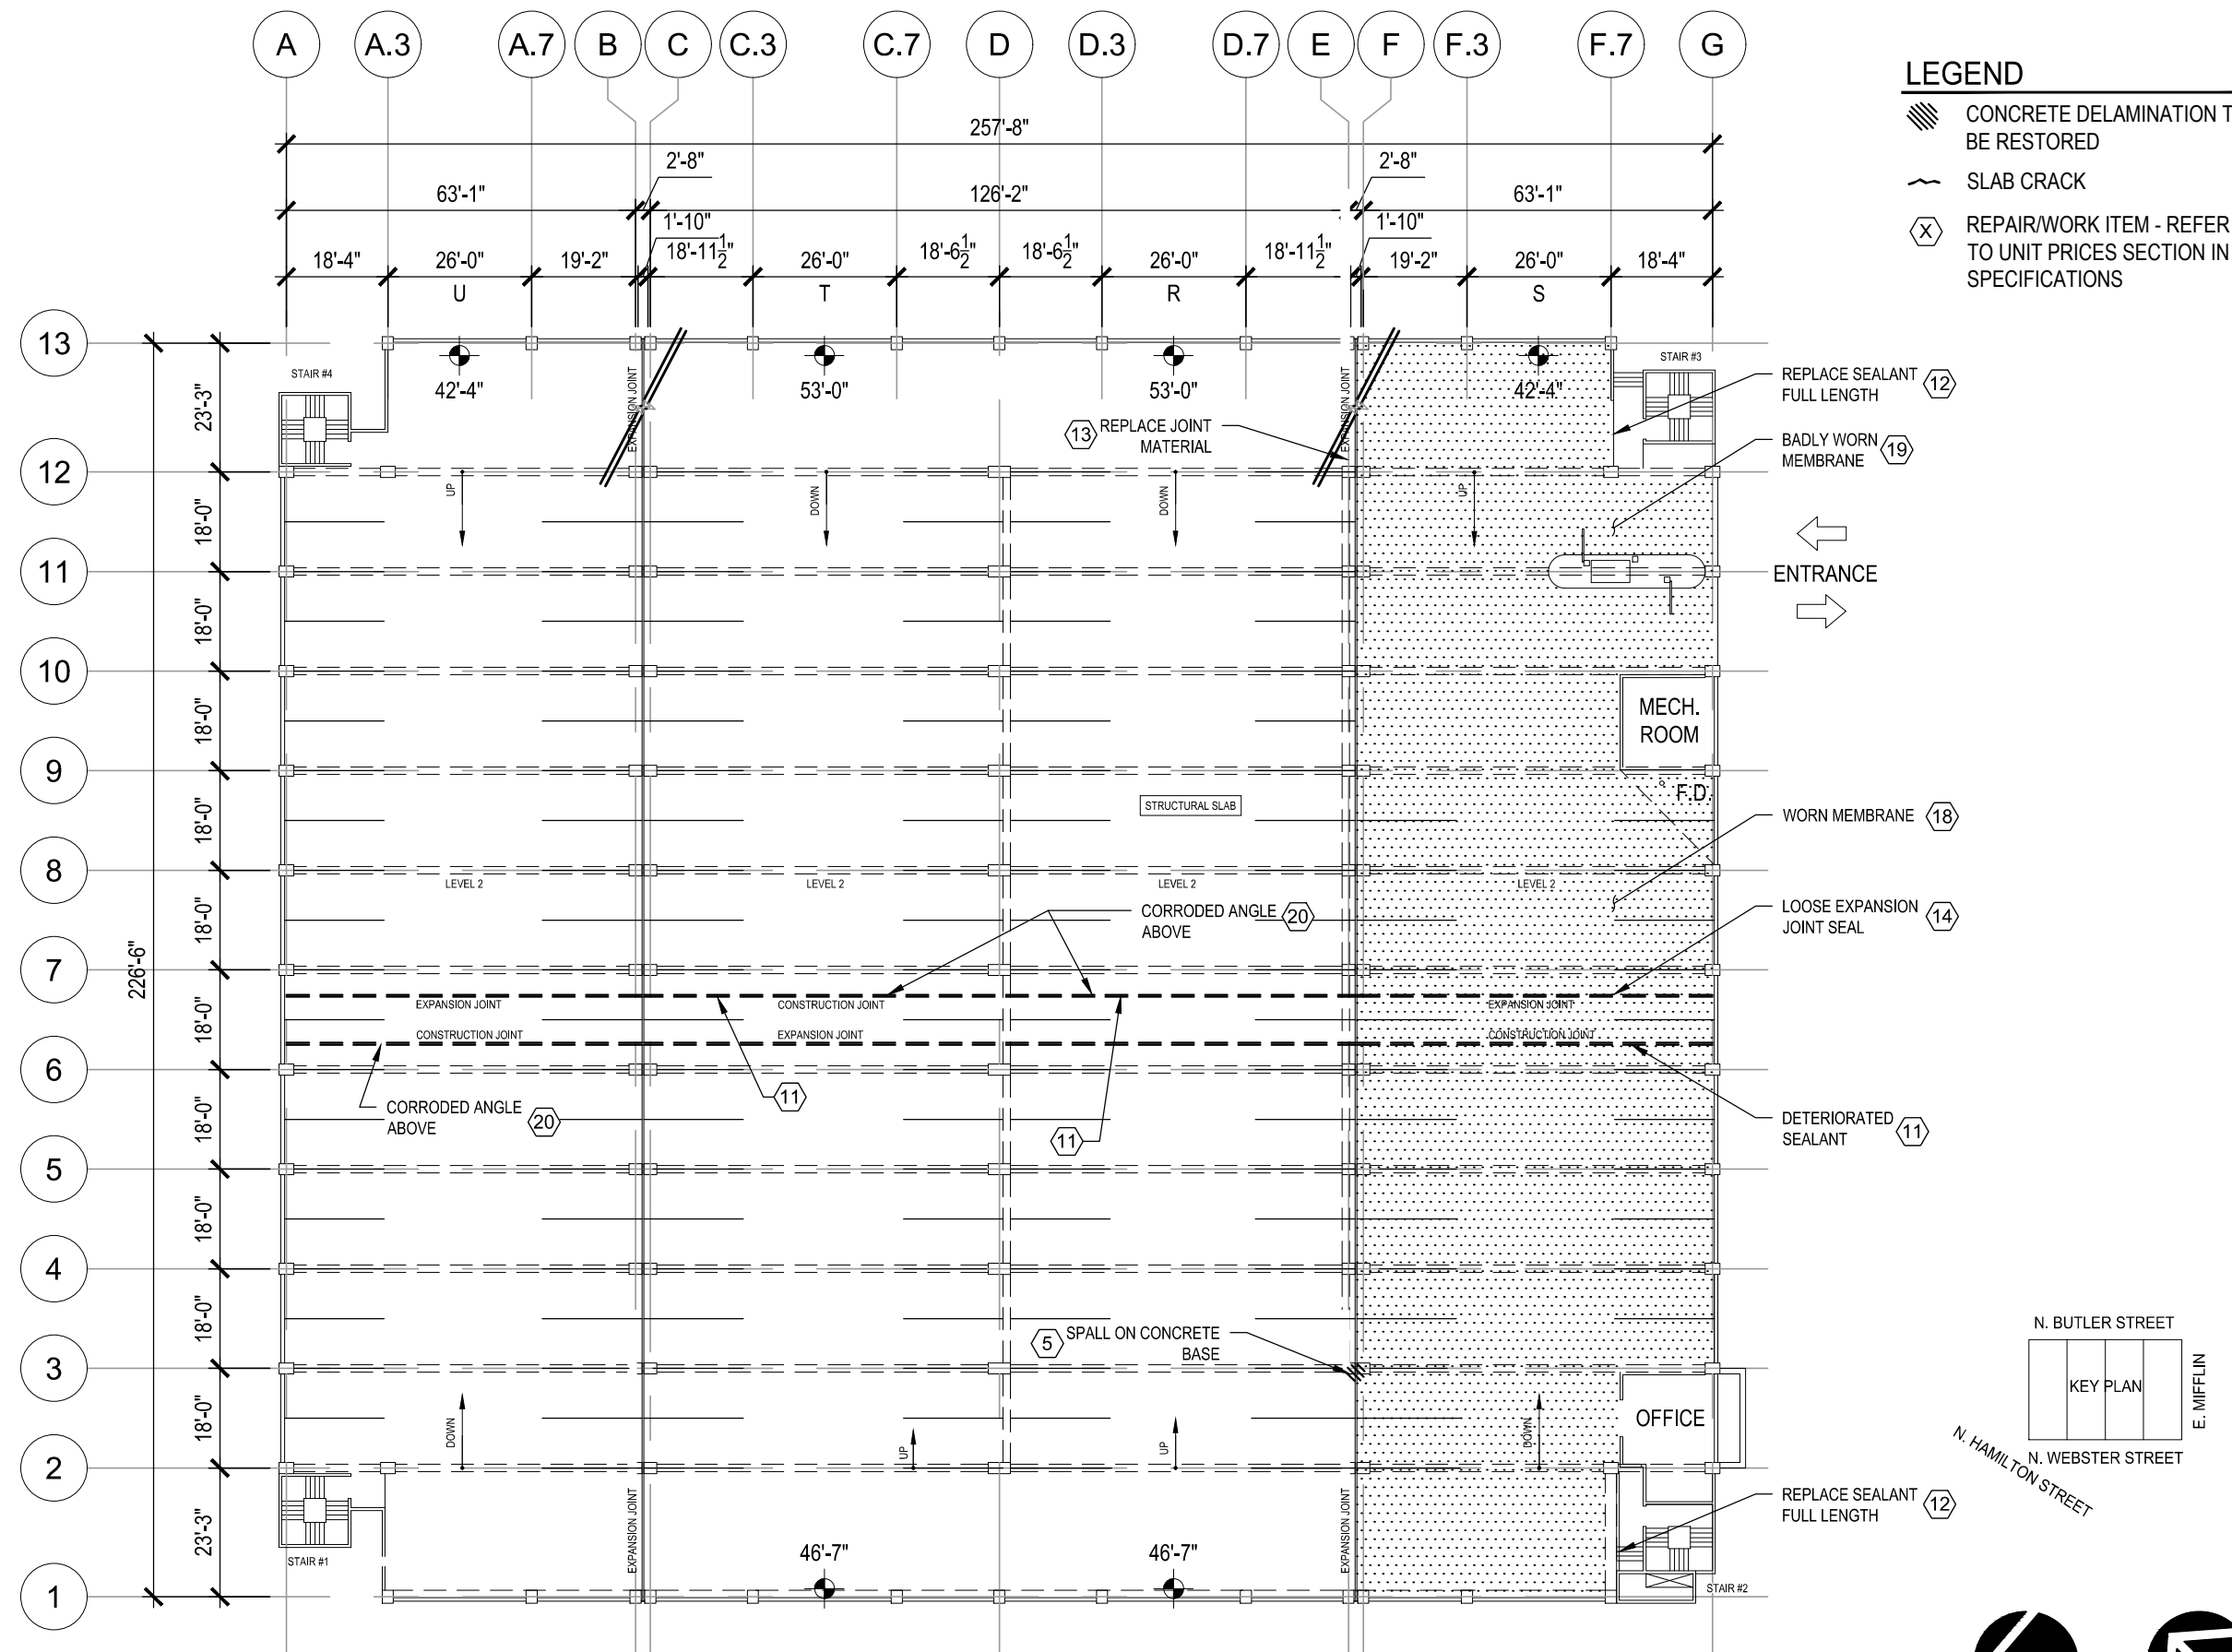 A A.3 A.7 B C C.3 C.7 D D.3 D.7 E F F.3 F.7 G
LEGEND
CONCRETE DELAMINATION T
BE RESTORED
SLAB CRACK
X REPAIR/WORK ITEM - REFER
TO UNIT PRICES SECTION IN
SPECIFICATIONS
257'-8"
2'-8" 2'-8"
63'-1" 126'-2" 63'-1"
1'-10" 1'-10"
18'-4" 26'-0" 19'-2" 18'-11 1/2" 26'-0" 18'-6 1/2" 18'-6 1/2" 26'-0" 18'-11 1/2" 19'-2" 26'-0" 18'-4"
U T R S
13
STAIR #4
STAIR #3
42'-4" 53'-0" 53'-0" 42'-4"
EXPANSION JOINT
EXPANSION JOINT
23'-3"
REPLACE SEALANT
FULL LENGTH 12
13 REPLACE JOINT
MATERIAL
BADLY WORN
MEMBRANE 19
12
UP DOWN DOWN UP
18'-0"
11
ENTRANCE
18'-0"
10
MECH.
ROOM
18'-0"
9
F.D.
STRUCTURAL SLAB
18'-0"
WORN MEMBRANE 18
8
LEVEL 2 LEVEL 2 LEVEL 2 LEVEL 2
CORRODED ANGLE 20
ABOVE
LOOSE EXPANSION
JOINT SEAL 14
18'-0"
226'-6"
7
EXPANSION JOINT CONSTRUCTION JOINT EXPANSION JOINT
18'-0"
CONSTRUCTION JOINT EXPANSION JOINT CONSTRUCTION JOINT
6
11
CORRODED ANGLE
ABOVE 20
11
18'-0"
DETERIORATED
SEALANT 11
5
18'-0"
4
18'-0"
5 SPALL ON CONCRETE
BASE
3
18'-0"
OFFICE
DOWN UP UP DOWN
2
EXPANSION JOINT
EXPANSION JOINT
23'-3"
REPLACE SEALANT
FULL LENGTH 12
46'-7" 46'-7"
STAIR #1
STAIR #2
1
N. BUTLER STREET
KEY PLAN
E. MIFFLIN
N. WEBSTER STREET
N. HAMILTON STREET